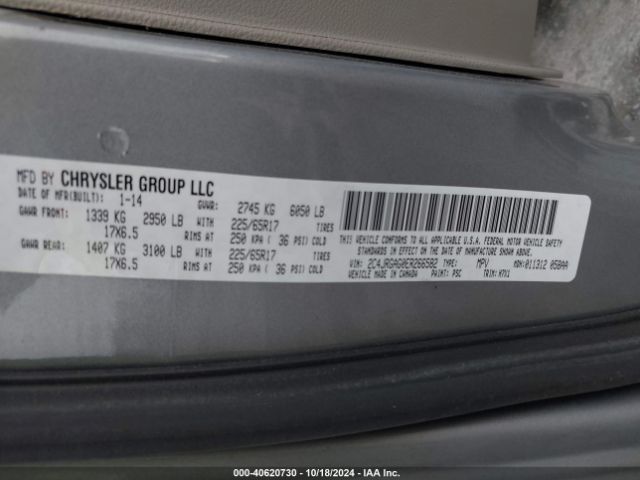 MFD BY CHRYSLER GROUP LLC
DATE OF MFR(BUILT): 1-14 GVWR: 2745 KG 6050 LB
GAWR FRONT: 1339 KG 2950 LB WITH 225/65R17 TIRES
17X6.5 RIMS AT 250 KPA ( 36 PSI) COLD
GAWR REAR: 1407 KG 3100 LB WITH 225/65R17 TIRES
17X6.5 RIMS AT 250 KPA ( 36 PSI) COLD
THIS VEHICLE CONFORMS TO ALL APPLICABLE U.S.A. FEDERAL MOTOR VEHICLE SAFETY
STANDARDS IN EFFECT ON THE DATE OF MANUFACTURE SHOWN ABOVE.
VIN: TYPE: MPV MDH: 011312 058AA
VEHICLE MADE IN CANADA PAINT: PSC TRIM: H7X1
000-40620730 - 10/18/2024 - IAA Inc.